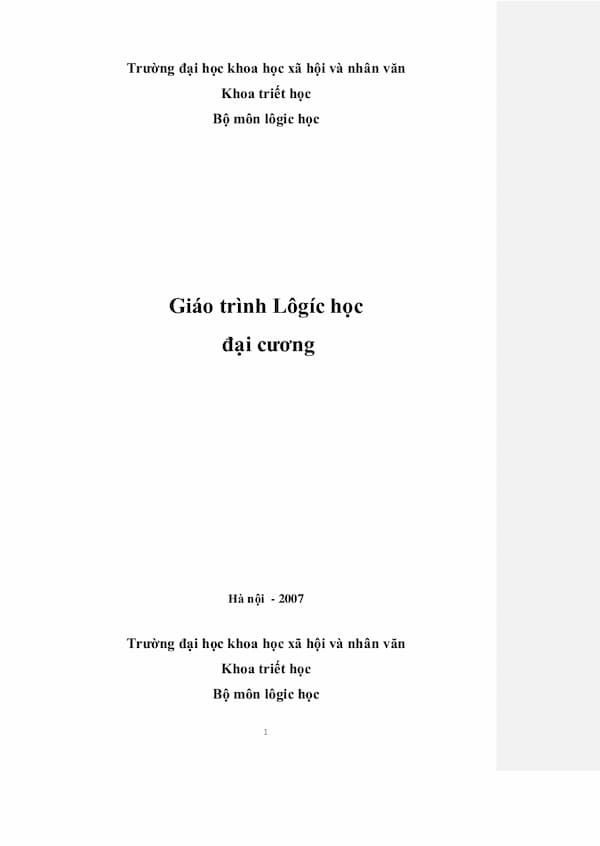 Trường đại học khoa học xã hội và nhân văn
Khoa triết học
Bộ môn lôgic học
Giáo trình Lôgíc học
đại cương
Hà nội - 2007
Trường đại học khoa học xã hội và nhân văn
Khoa triết học
Bộ môn lôgic học
1